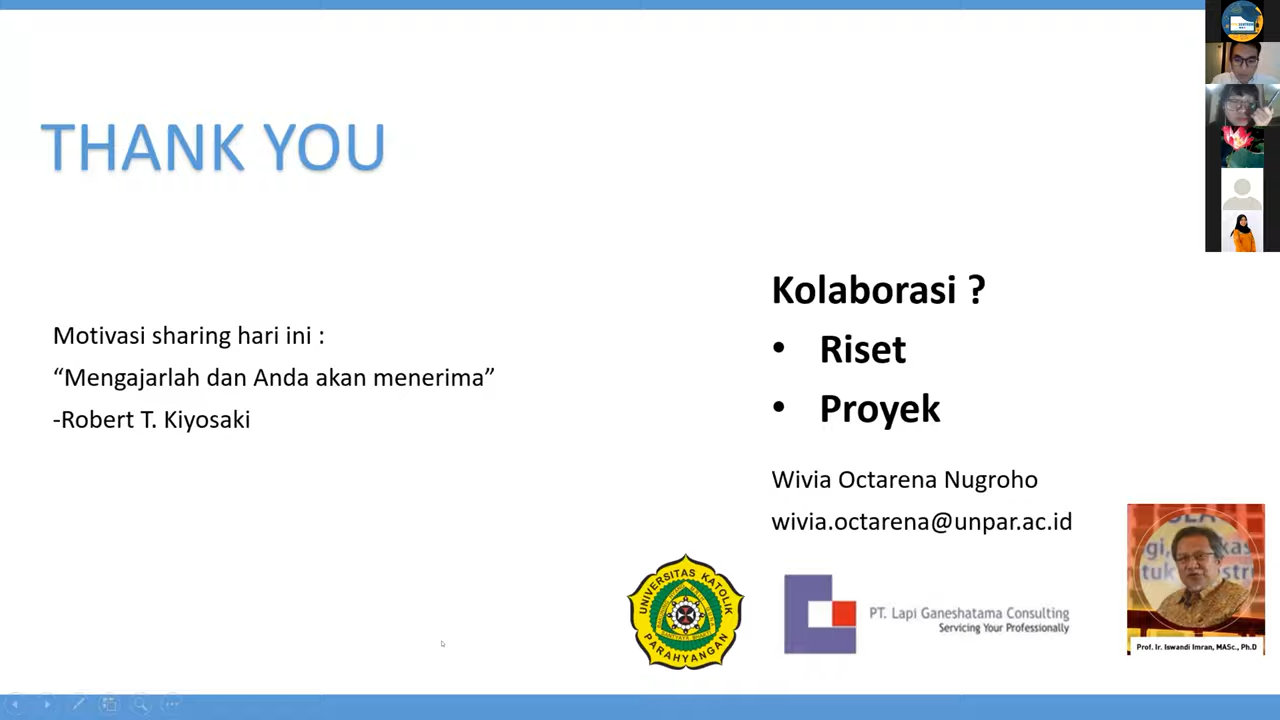 THANK YOU
Motivasi sharing hari ini :
“Mengajarlah dan Anda akan menerima”
-Robert T. Kiyosaki
Kolaborasi ?
• Riset
• Proyek
Wivia Octarena Nugroho
wivia.octarena@unpar.ac.id
UNIVERSITAS KATOLIK
PARAHYANGAN
PT. Lapi Ganeshatama Consulting
Servicing Your Professionally
Prof. Ir. Iswandi Imran, MASc., Ph.D